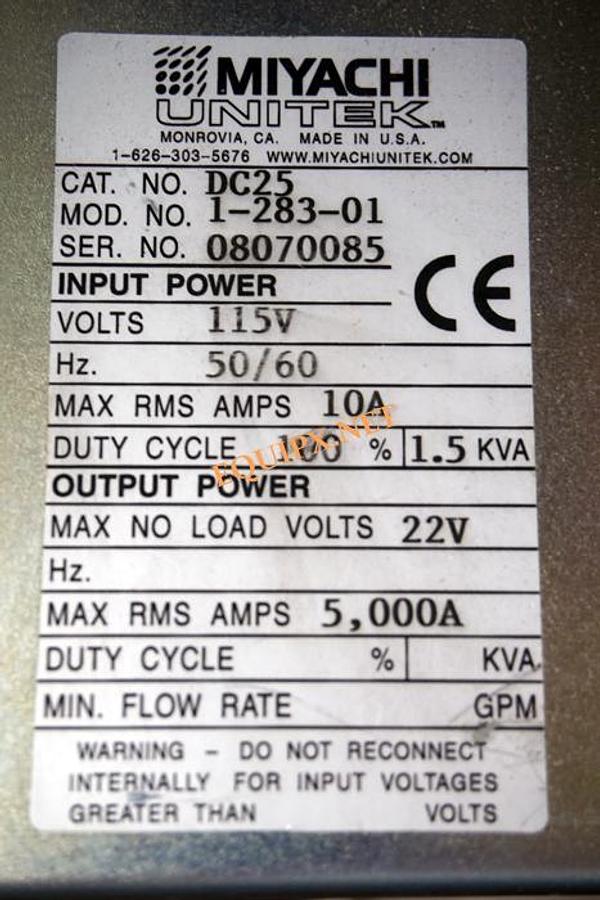 MIYACHI
UNITEK™
MONROVIA, CA. MADE IN U.S.A.
1-626-303-5676 WWW.MIYACHIUNITEK.COM
CAT. NO. DC25
MOD. NO. 1-283-01
SER. NO. 08070085
CE
INPUT POWER
VOLTS 115V
Hz. 50/60
MAX RMS AMPS 10A
DUTY CYCLE 100 % 1.5 KVA
EQUIPX.NET
OUTPUT POWER
MAX NO LOAD VOLTS 22V
Hz.
MAX RMS AMPS 5,000A
DUTY CYCLE % KVA
MIN. FLOW RATE GPM
WARNING - DO NOT RECONNECT
INTERNALLY FOR INPUT VOLTAGES
GREATER THAN VOLTS